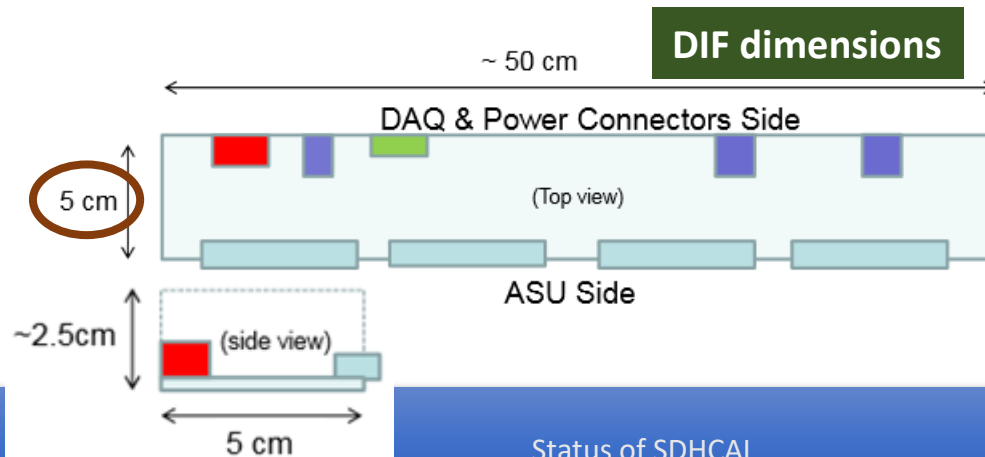 DIF dimensions
~ 50 cm
DAQ & Power Connectors Side
5 cm
(Top view)
ASU Side
~2.5cm
(side view)
5 cm
Status of SDHCAL